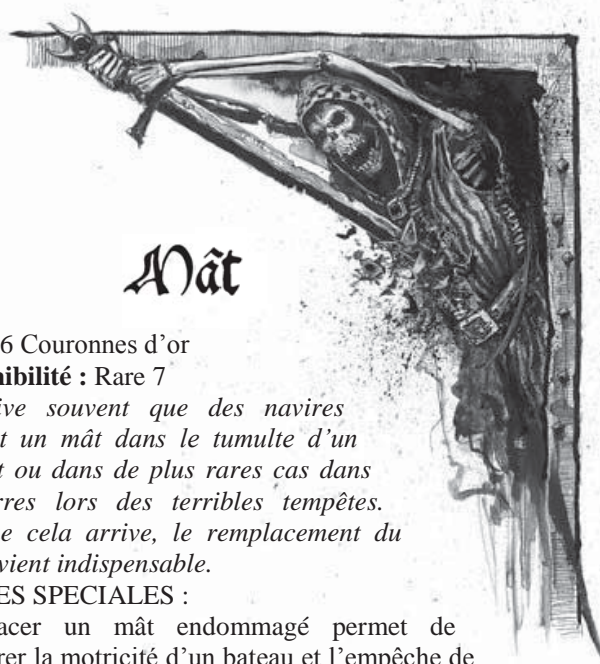 Mât
6 Couronnes d’or
nibilité : Rare 7
ive souvent que des navires
t un mât dans le tumulte d’un
t ou dans de plus rares cas dans
rres lors des terribles tempêtes.
e cela arrive, le remplacement du
vient indispensable.
ES SPECIALES :
acer un mât endommagé permet de
rer la motricité d’un bateau et l’empêche de